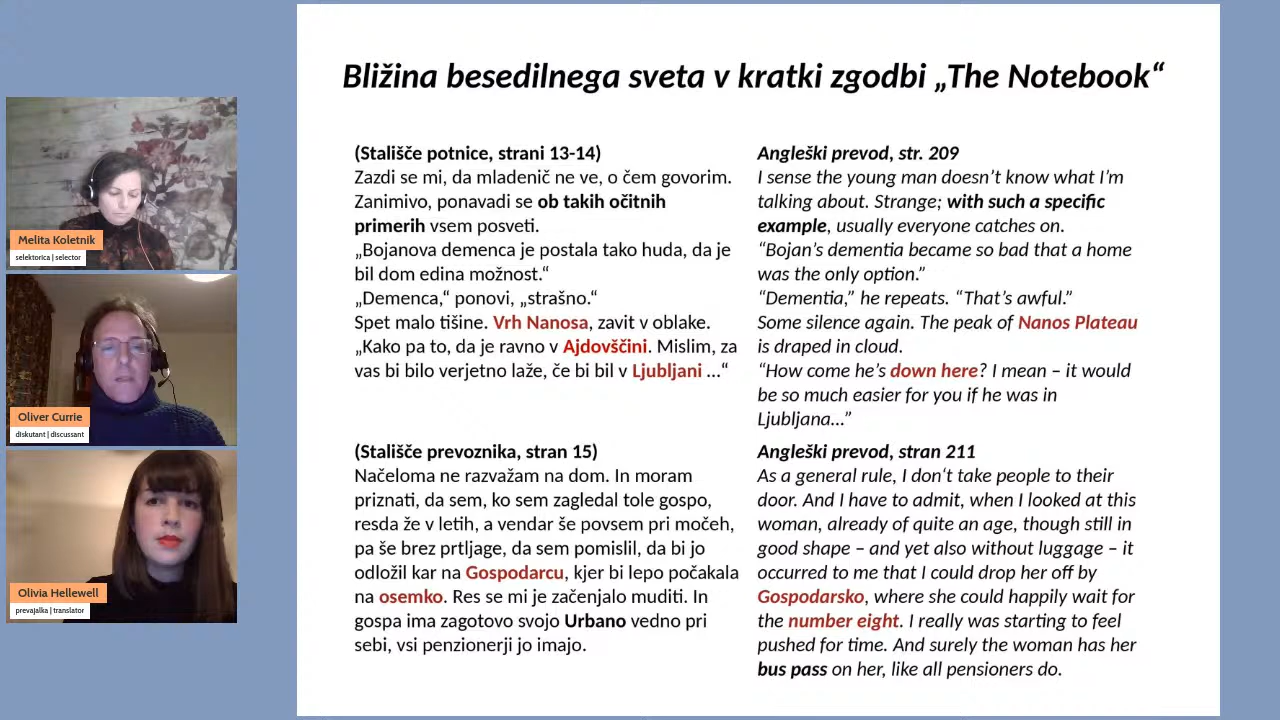 Bližina besedilnega sveta v kratki zgodbi „The Notebook“
(Stališče potnice, strani 13-14)
Zazdi se mi, da mladenič ne ve, o čem govorim.
Zanimivo, ponavadi se ob takih očitnih
primerih vsem posveti.
„Bojanova demenca je postala tako huda, da je
bil dom edina možnost.“
„Demenca,“ ponovi, „strašno.“
Spet malo tišine. Vrh Nanosa, zavit v oblake.
„Kako pa to, da je ravno v Ajdovščini. Mislim, za
vas bi bilo verjetno laže, če bi bil v Ljubljani ...“
Angleški prevod, str. 209
I sense the young man doesn’t know what I’m
talking about. Strange; with such a specific
example, usually everyone catches on.
“Bojan’s dementia became so bad that a home
was the only option.”
“Dementia,” he repeats. “That’s awful.”
Some silence again. The peak of Nanos Plateau
is draped in cloud.
“How come he’s down here? I mean – it would
be so much easier for you if he was in
Ljubljana...”
(Stališče prevoznika, stran 15)
Načeloma ne razvažam na dom. In moram
priznati, da sem, ko sem zagledal tole gospo,
resda že v letih, a vendar še povsem pri močeh,
pa še brez prtljage, da sem pomislil, da bi jo
odložil kar na Gospodarcu, kjer bi lepo počakala
na osemko. Res se mi je začenjalo muditi. In
gospa ima zagotovo svojo Urbano vedno pri
sebi, vsi penzionerji jo imajo.
Angleški prevod, stran 211
As a general rule, I don‘t take people to their
door. And I have to admit, when I looked at this
woman, already of quite an age, though still in
good shape – and yet also without luggage – it
occurred to me that I could drop her off by
Gospodarsko, where she could happily wait for
the number eight. I really was starting to feel
pushed for time. And surely the woman has her
bus pass on her, like all pensioners do.
Melita Koletnik
selektorica | selector
Oliver Currie
diskutant | discussant
Olivia Hellewell
prevajalka | translator